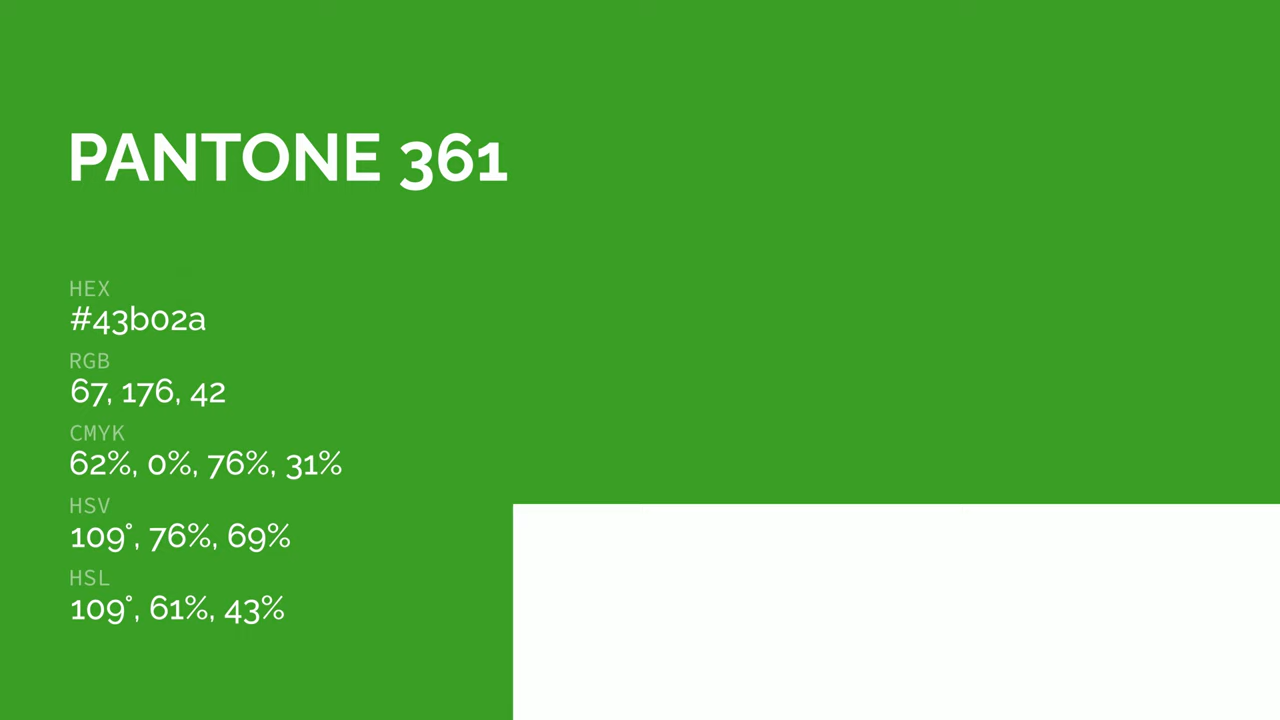 PANTONE 361
HEX
#43b02a
RGB
67, 176, 42
CMYK
62%, 0%, 76%, 31%
HSV
109°, 76%, 69%
HSL
109°, 61%, 43%